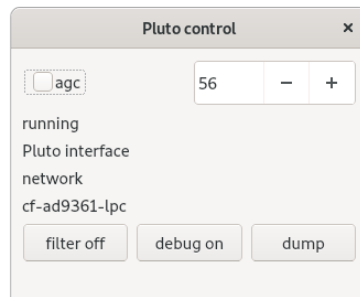 Pluto control ×
agc 56 − +
running
Pluto interface
network
cf-ad9361-lpc
filter off debug on dump